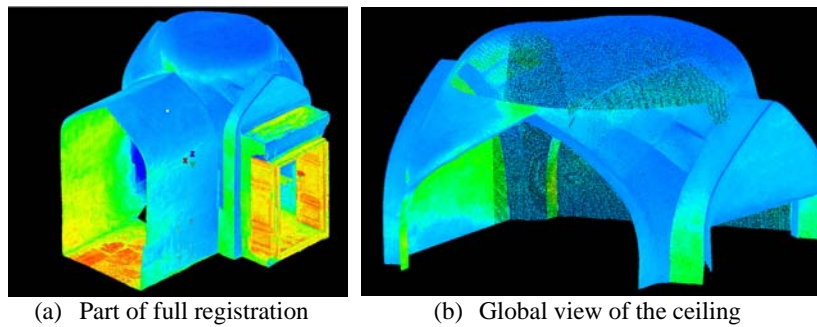 (a) Part of full registration
(b) Global view of the ceiling